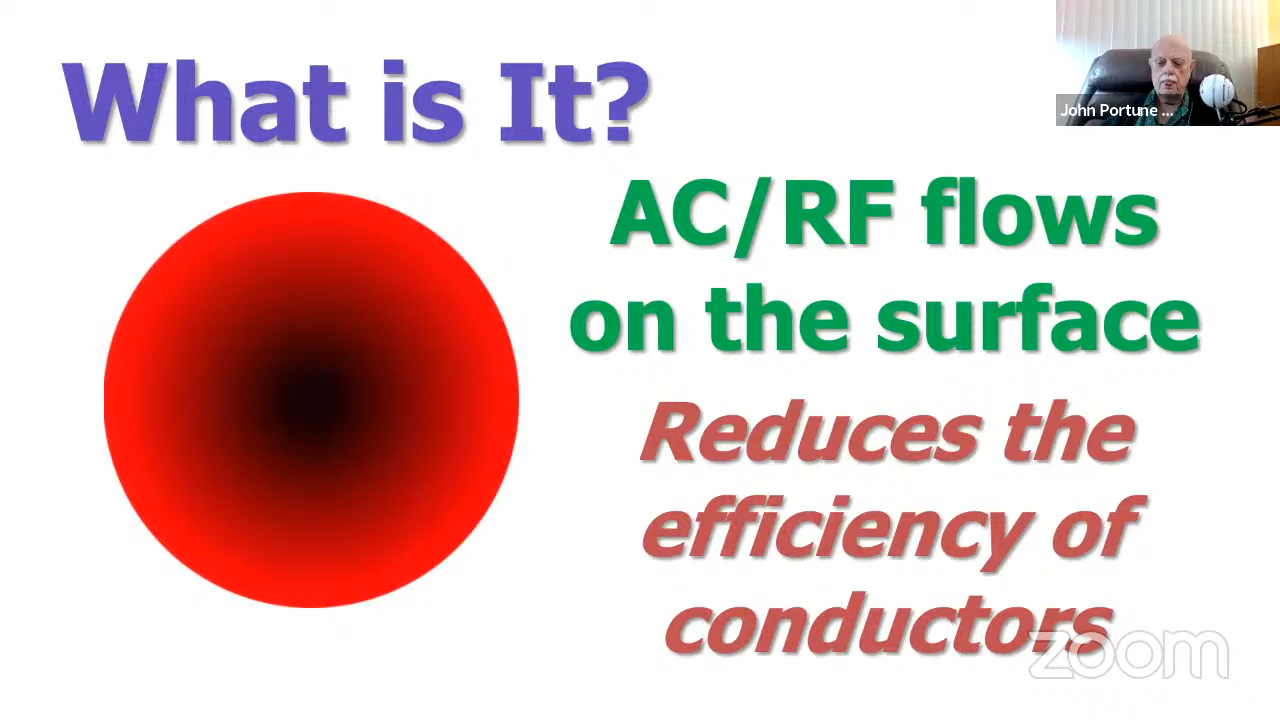 What is It?
John Portune ...
AC/RF flows
on the surface
Reduces the
efficiency of
conductors
zoom